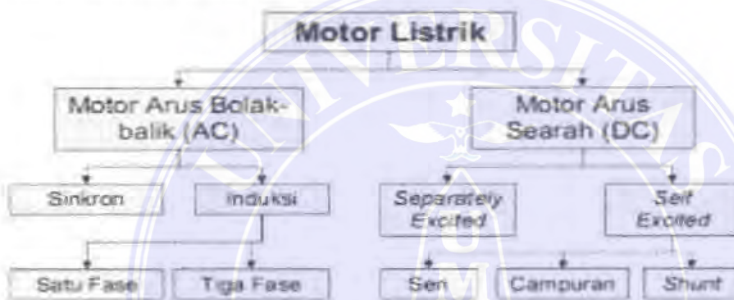 Motor Listrik
Motor Arus Bolak-
balik (AC)
Motor Arus
Searah (DC)
Sinkron
Induksi
Separately
Excited
Self
Excited
Satu Fase
Tiga Fase
Seri
Campuran
Shunt
UNIVERSITAS